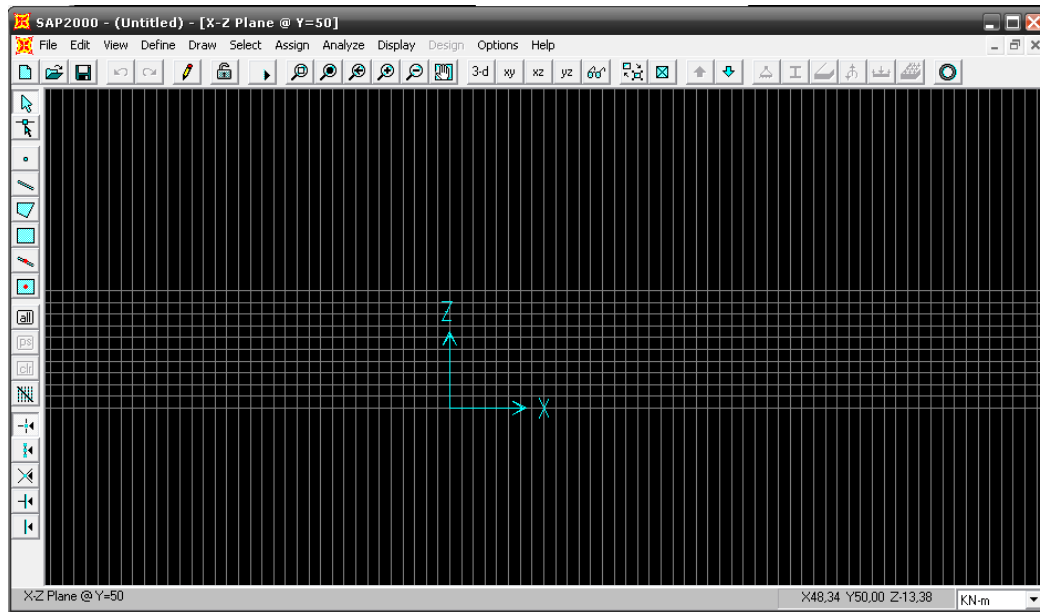 SAP2000 - (Untitled) - [X-Z Plane @ Y=50]
File Edit View Define Draw Select Assign Analyze Display Design Options Help
3-d xy xz yz
all
ps
clr
Z
X
X-Z Plane @ Y=50 X48,34 Y50,00 Z-13,38 KN-m